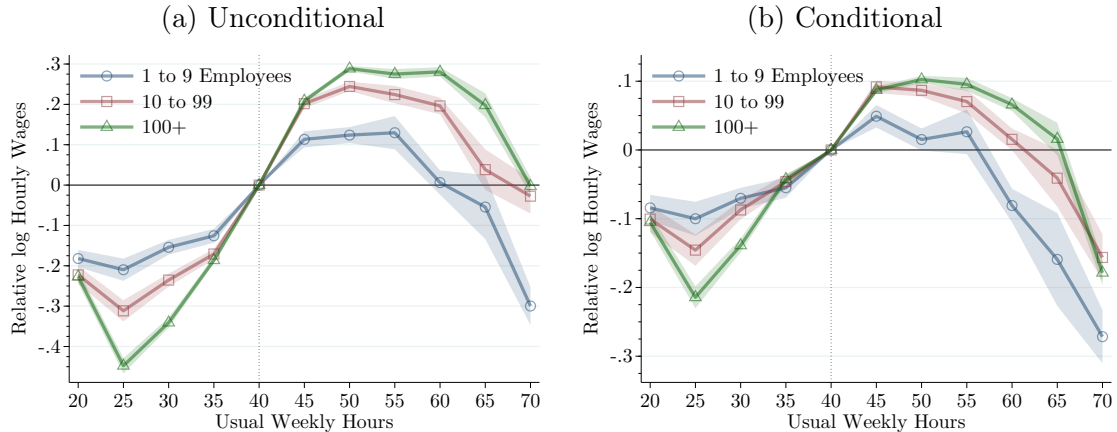 (a) Unconditional
Relative log Hourly Wages
.3
.2
.1
0
-.1
-.2
-.3
-.4
1 to 9 Employees
10 to 99
100+
20 25 30 35 40 45 50 55 60 65 70
Usual Weekly Hours
(b) Conditional
Relative log Hourly Wages
.1
0
-.1
-.2
-.3
1 to 9 Employees
10 to 99
100+
20 25 30 35 40 45 50 55 60 65 70
Usual Weekly Hours